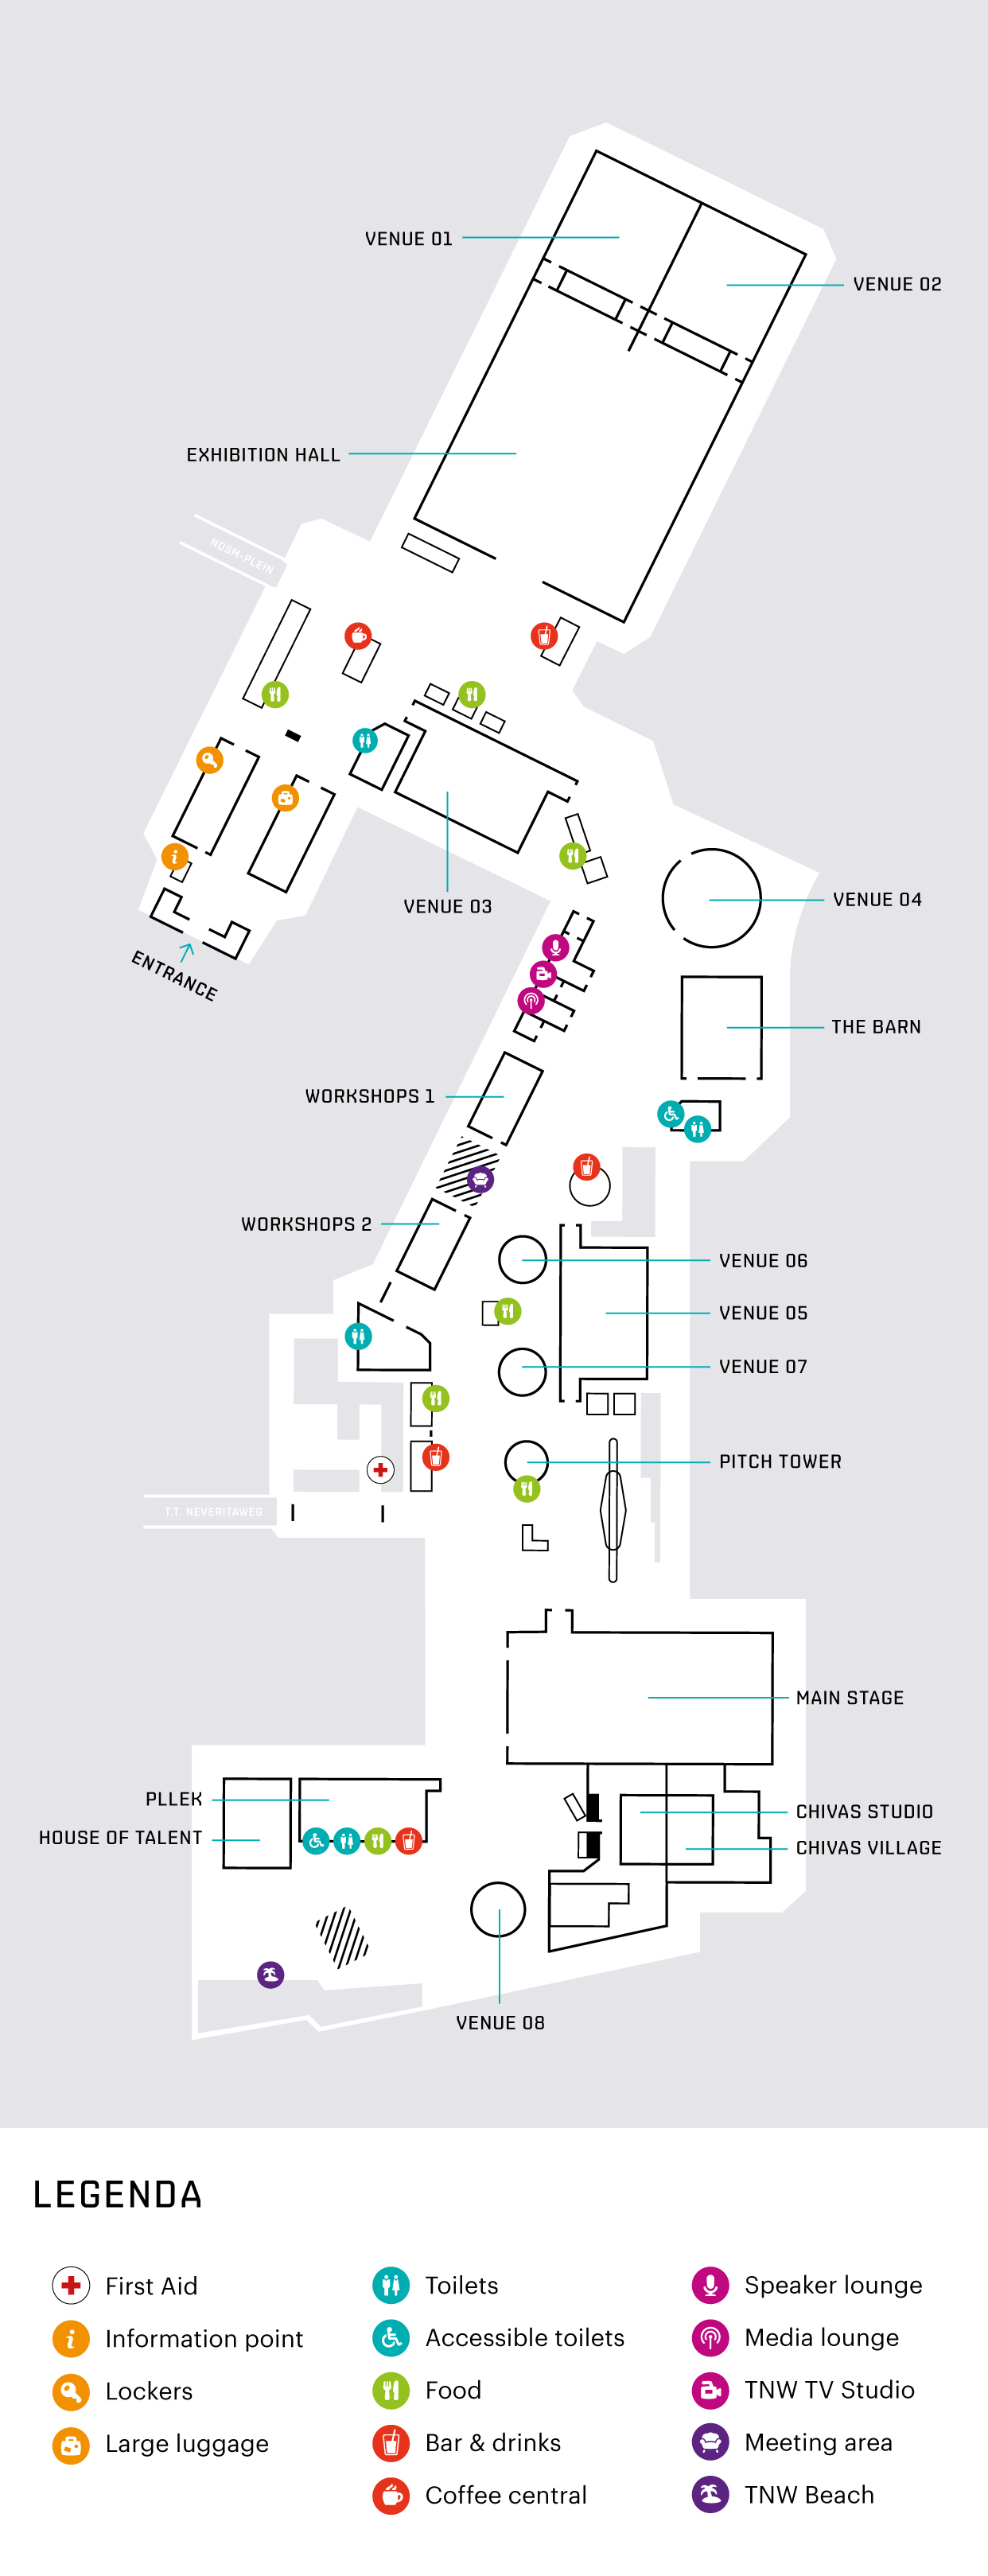 VENUE 01
VENUE 02
EXHIBITION HALL
NDSM-PLEIN
VENUE 03
VENUE 04
ENTRANCE
THE BARN
WORKSHOPS 1
WORKSHOPS 2
VENUE 06
VENUE 05
VENUE 07
PITCH TOWER
T.T. NEVERITAWEG
MAIN STAGE
PLLEK
CHIVAS STUDIO
HOUSE OF TALENT
CHIVAS VILLAGE
VENUE 08
LEGENDA
First Aid
Information point
Lockers
Large luggage
Toilets
Accessible toilets
Food
Bar & drinks
Coffee central
Speaker lounge
Media lounge
TNW TV Studio
Meeting area
TNW Beach